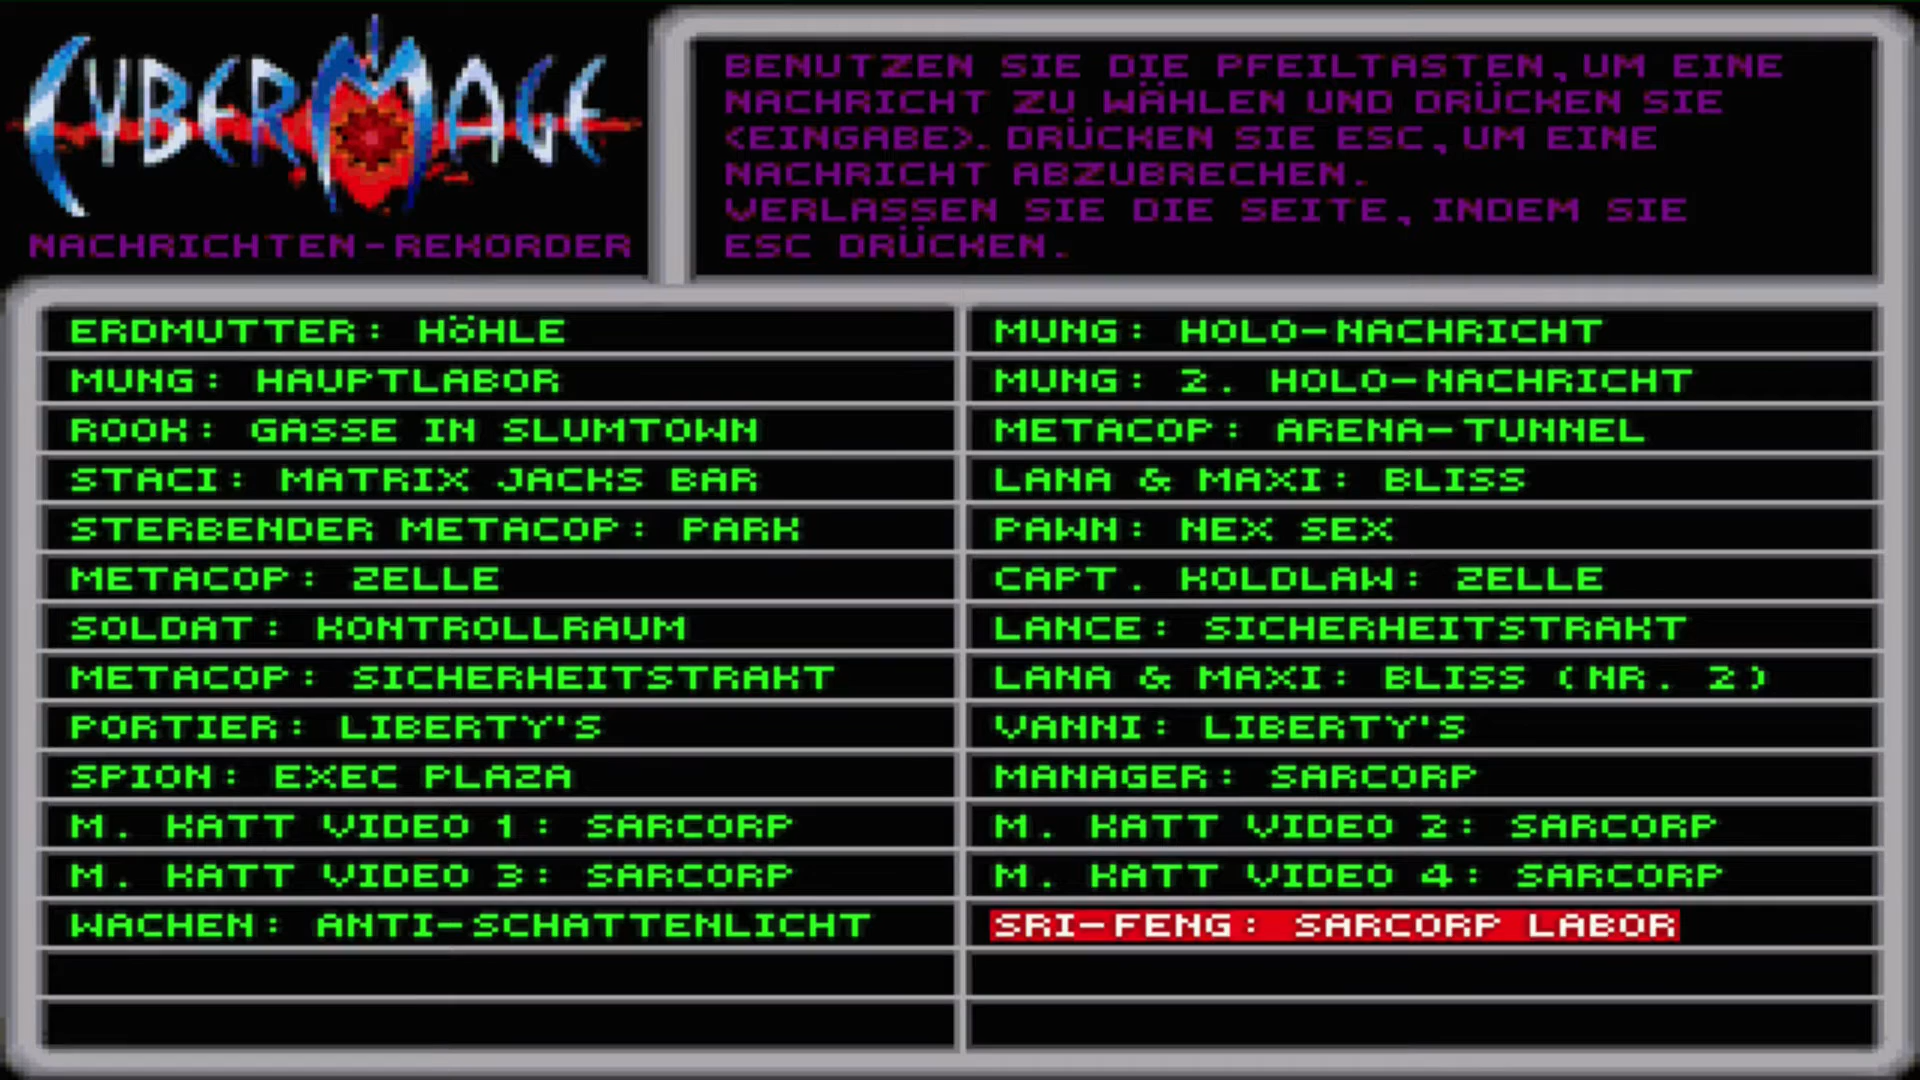 CYBERMAGE
NACHRICHTEN-REKORDER
BENUTZEN SIE DIE PFEILTASTEN, UM EINE
NACHRICHT ZU WÄHLEN UND DRÜCKEN SIE
<EINGABE>. DRÜCKEN SIE ESC, UM EINE
NACHRICHT ABZUBRECHEN.
VERLASSEN SIE DIE SEITE, INDEM SIE
ESC DRÜCKEN.
ERDMUTTER: HÖHLE
MUNG: HOLO-NACHRICHT
MUNG: HAUPTLABOR
MUNG: 2. HOLO-NACHRICHT
ROOK: GASSE IN SLUMTOWN
METACOP: ARENA-TUNNEL
STACI: MATRIX JACKS BAR
LANA & MAXI: BLISS
STERBENDER METACOP: PARK
PAWN: NEX SEX
METACOP: ZELLE
CAPT. KOLDLAW: ZELLE
SOLDAT: KONTROLLRAUM
LANCE: SICHERHEITSTRAKT
METACOP: SICHERHEITSTRAKT
LANA & MAXI: BLISS (NR. 2)
PORTIER: LIBERTY'S
VANNI: LIBERTY'S
SPION: EXEC PLAZA
MANAGER: SARCORP
M. KATT VIDEO 1: SARCORP
M. KATT VIDEO 2: SARCORP
M. KATT VIDEO 3: SARCORP
M. KATT VIDEO 4: SARCORP
WACHEN: ANTI-SCHATTENLICHT
SRI-FENG: SARCORP LABOR